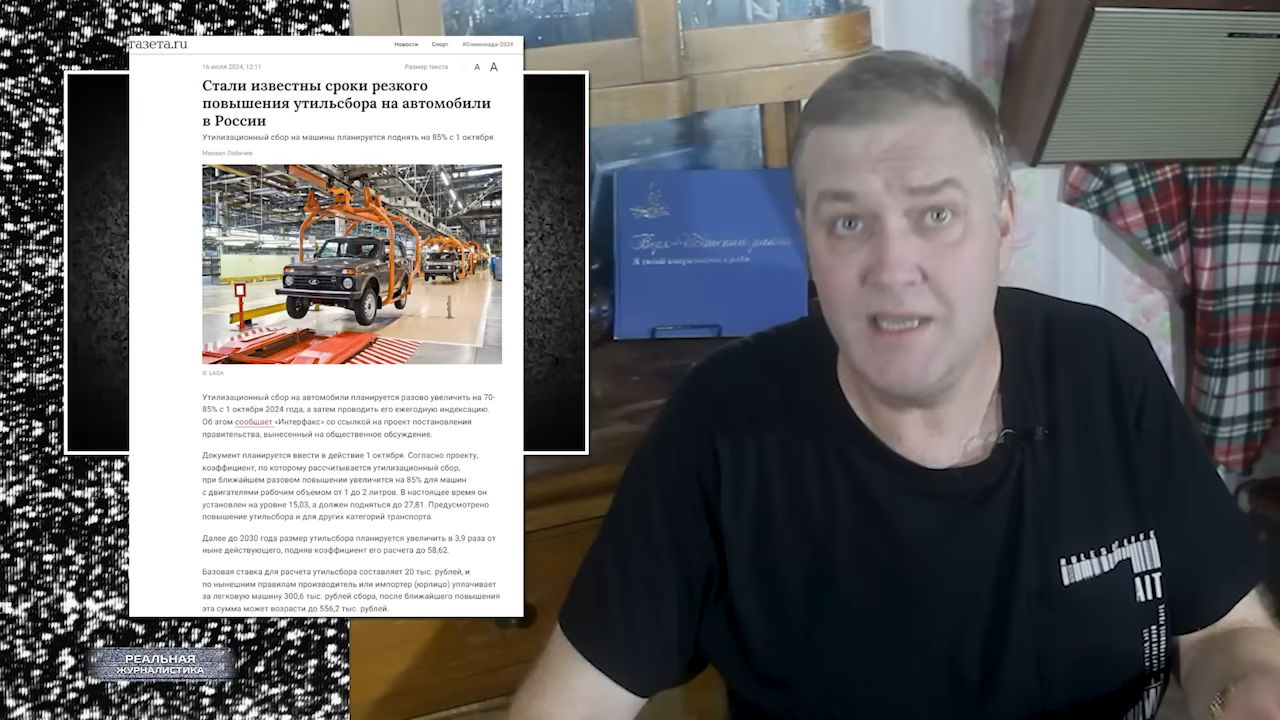 газета.ru
Новости Спорт #Олимпиада-2024
16 июля 2024, 12:11
Размер текста А А
Стали известны сроки резкого
повышения утильсбора на автомобили
в России
Утилизационный сбор на машины планируется поднять на 85% с 1 октября
Михаил Лобачев
© LADA
Утилизационный сбор на автомобили планируется разово увеличить на 70-
85% с 1 октября 2024 года, а затем проводить его ежегодную индексацию.
Об этом сообщает «Интерфакс» со ссылкой на проект постановления
правительства, вынесенный на общественное обсуждение.
Документ планируется ввести в действие 1 октября. Согласно проекту,
коэффициент, по которому рассчитывается утилизационный сбор,
при ближайшем разовом повышении увеличится на 85% для машин
с двигателями рабочим объемом от 1 до 2 литров. В настоящее время он
установлен на уровне 15,03, а должен подняться до 27,81. Предусмотрено
повышение утильсбора и для других категорий транспорта.
Далее до 2030 года размер утильсбора планируется увеличить в 3,9 раза от
ныне действующего, подняв коэффициент его расчета до 58,62.
Базовая ставка для расчета утильсбора составляет 20 тыс. рублей, и
по нынешним правилам производитель или импортер (юрлицо) уплачивает
за легковую машину 300,6 тыс. рублей сбора, после ближайшего повышения
эта сумма может возрасти до 556,2 тыс. рублей.
РЕАЛЬНАЯ
ЖУРНАЛИСТИКА
AIT